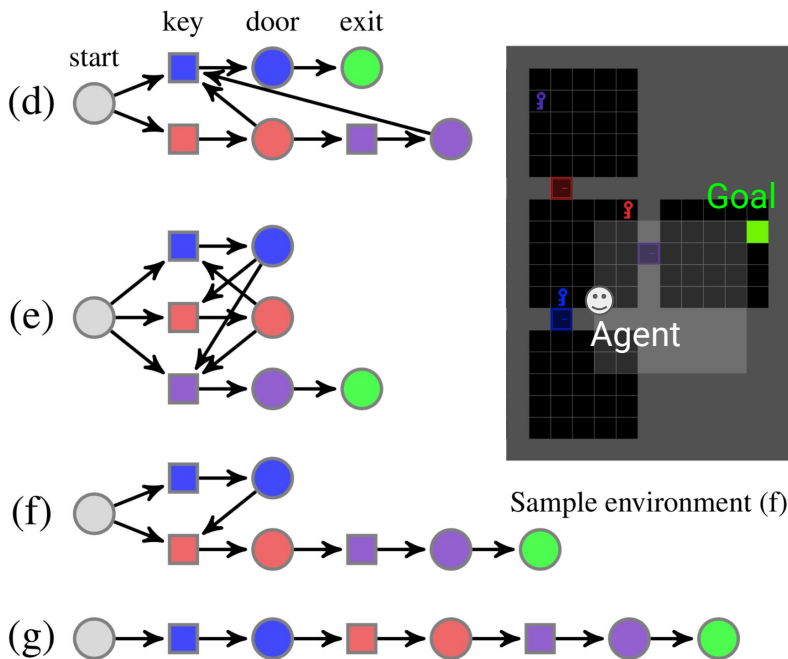 key door exit
start
(d)
Goal
(e)
Agent
(f)
Sample environment (f)
(g)